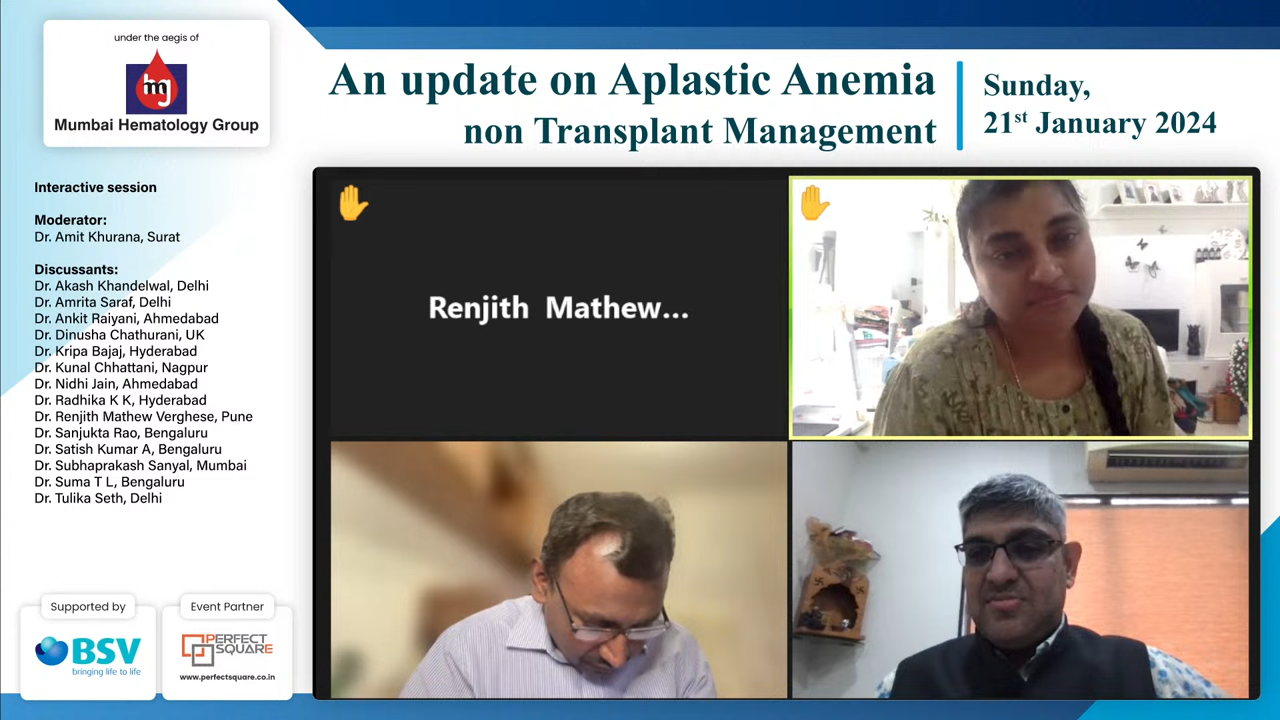 under the aegis of
mg
Mumbai Hematology Group
An update on Aplastic Anemia
non Transplant Management
Sunday,
21st January 2024
Interactive session
Moderator:
Dr. Amit Khurana, Surat
Discussants:
Dr. Akash Khandelwal, Delhi
Dr. Amrita Saraf, Delhi
Dr. Ankit Raiyani, Ahmedabad
Dr. Dinusha Chathurani, UK
Dr. Kripa Bajaj, Hyderabad
Dr. Kunal Chhattani, Nagpur
Dr. Nidhi Jain, Ahmedabad
Dr. Radhika K K, Hyderabad
Dr. Renjith Mathew Verghese, Pune
Dr. Sanjukta Rao, Bengaluru
Dr. Satish Kumar A, Bengaluru
Dr. Subhaprakash Sanyal, Mumbai
Dr. Suma T L, Bengaluru
Dr. Tulika Seth, Delhi
Renjith Mathew...
Supported by
BSV
bringing life to life
Event Partner
PERFECT
SQUARE
www.perfectsquare.co.in